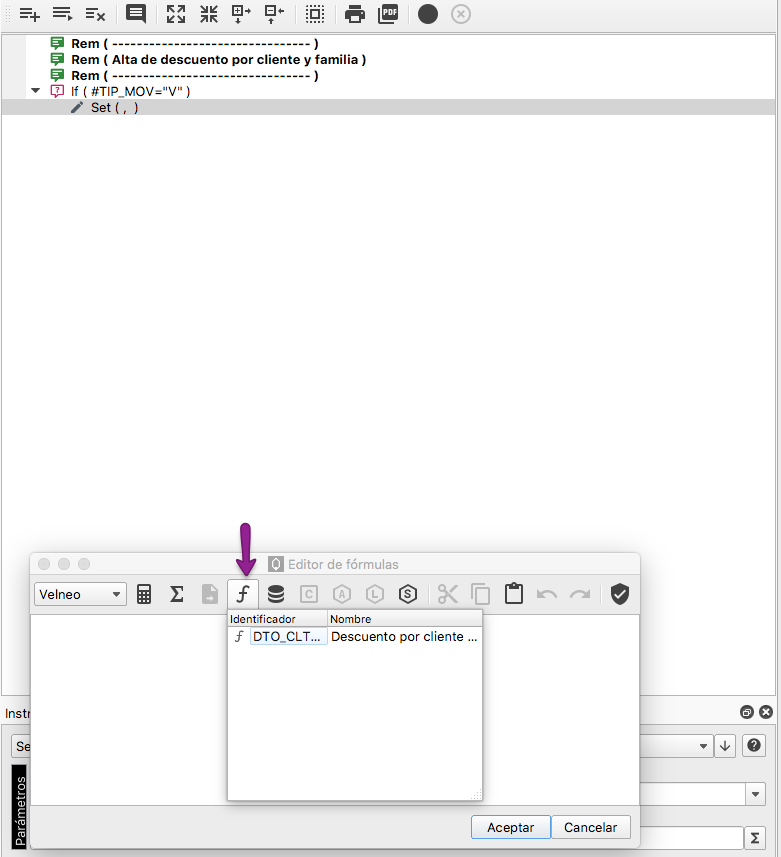 PDF
Rem ( -------------------------------- )
Rem ( Alta de descuento por cliente y familia )
Rem ( -------------------------------- )
If ( #TIP_MOV="V" )
Set ( , )
Editor de fórmulas
Velneo
Σ
f
C
A
L
S
Identificador Nombre
f DTO_CLT... Descuento por cliente ...
Instr
Se
?
Parámetros
Aceptar Cancelar
Σ